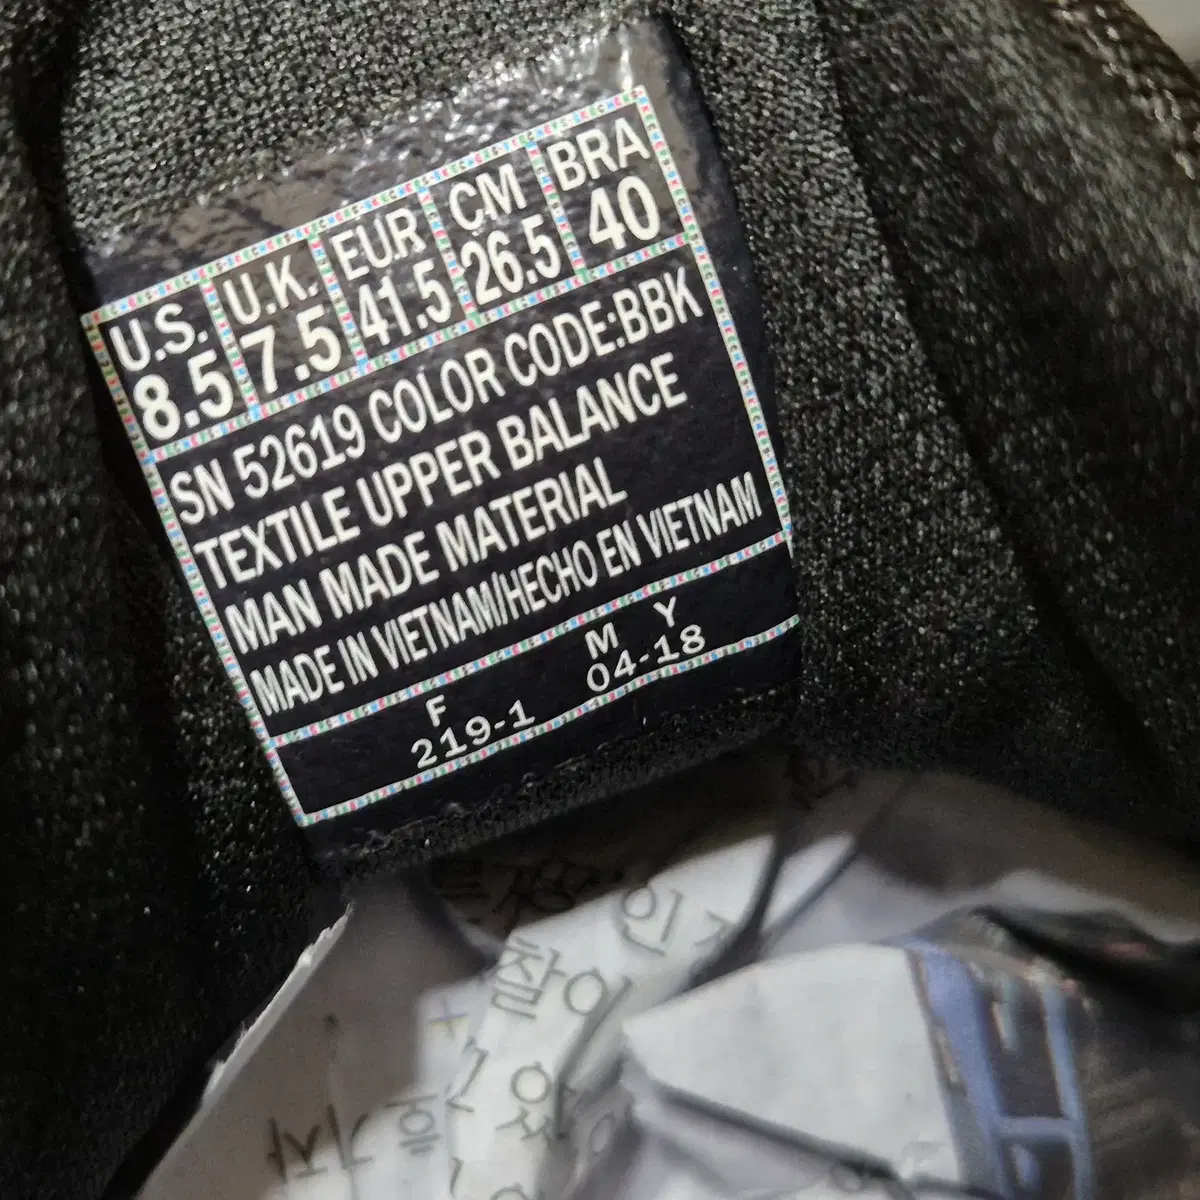 U.S. U.K. EUR CM BRA
8.5 7.5 41.5 26.5 40
SN 52619 COLOR CODE:BBK
TEXTILE UPPER BALANCE
MAN MADE MATERIAL
MADE IN VIETNAM/HECHO EN VIETNAM
F M Y
219-1 04-18